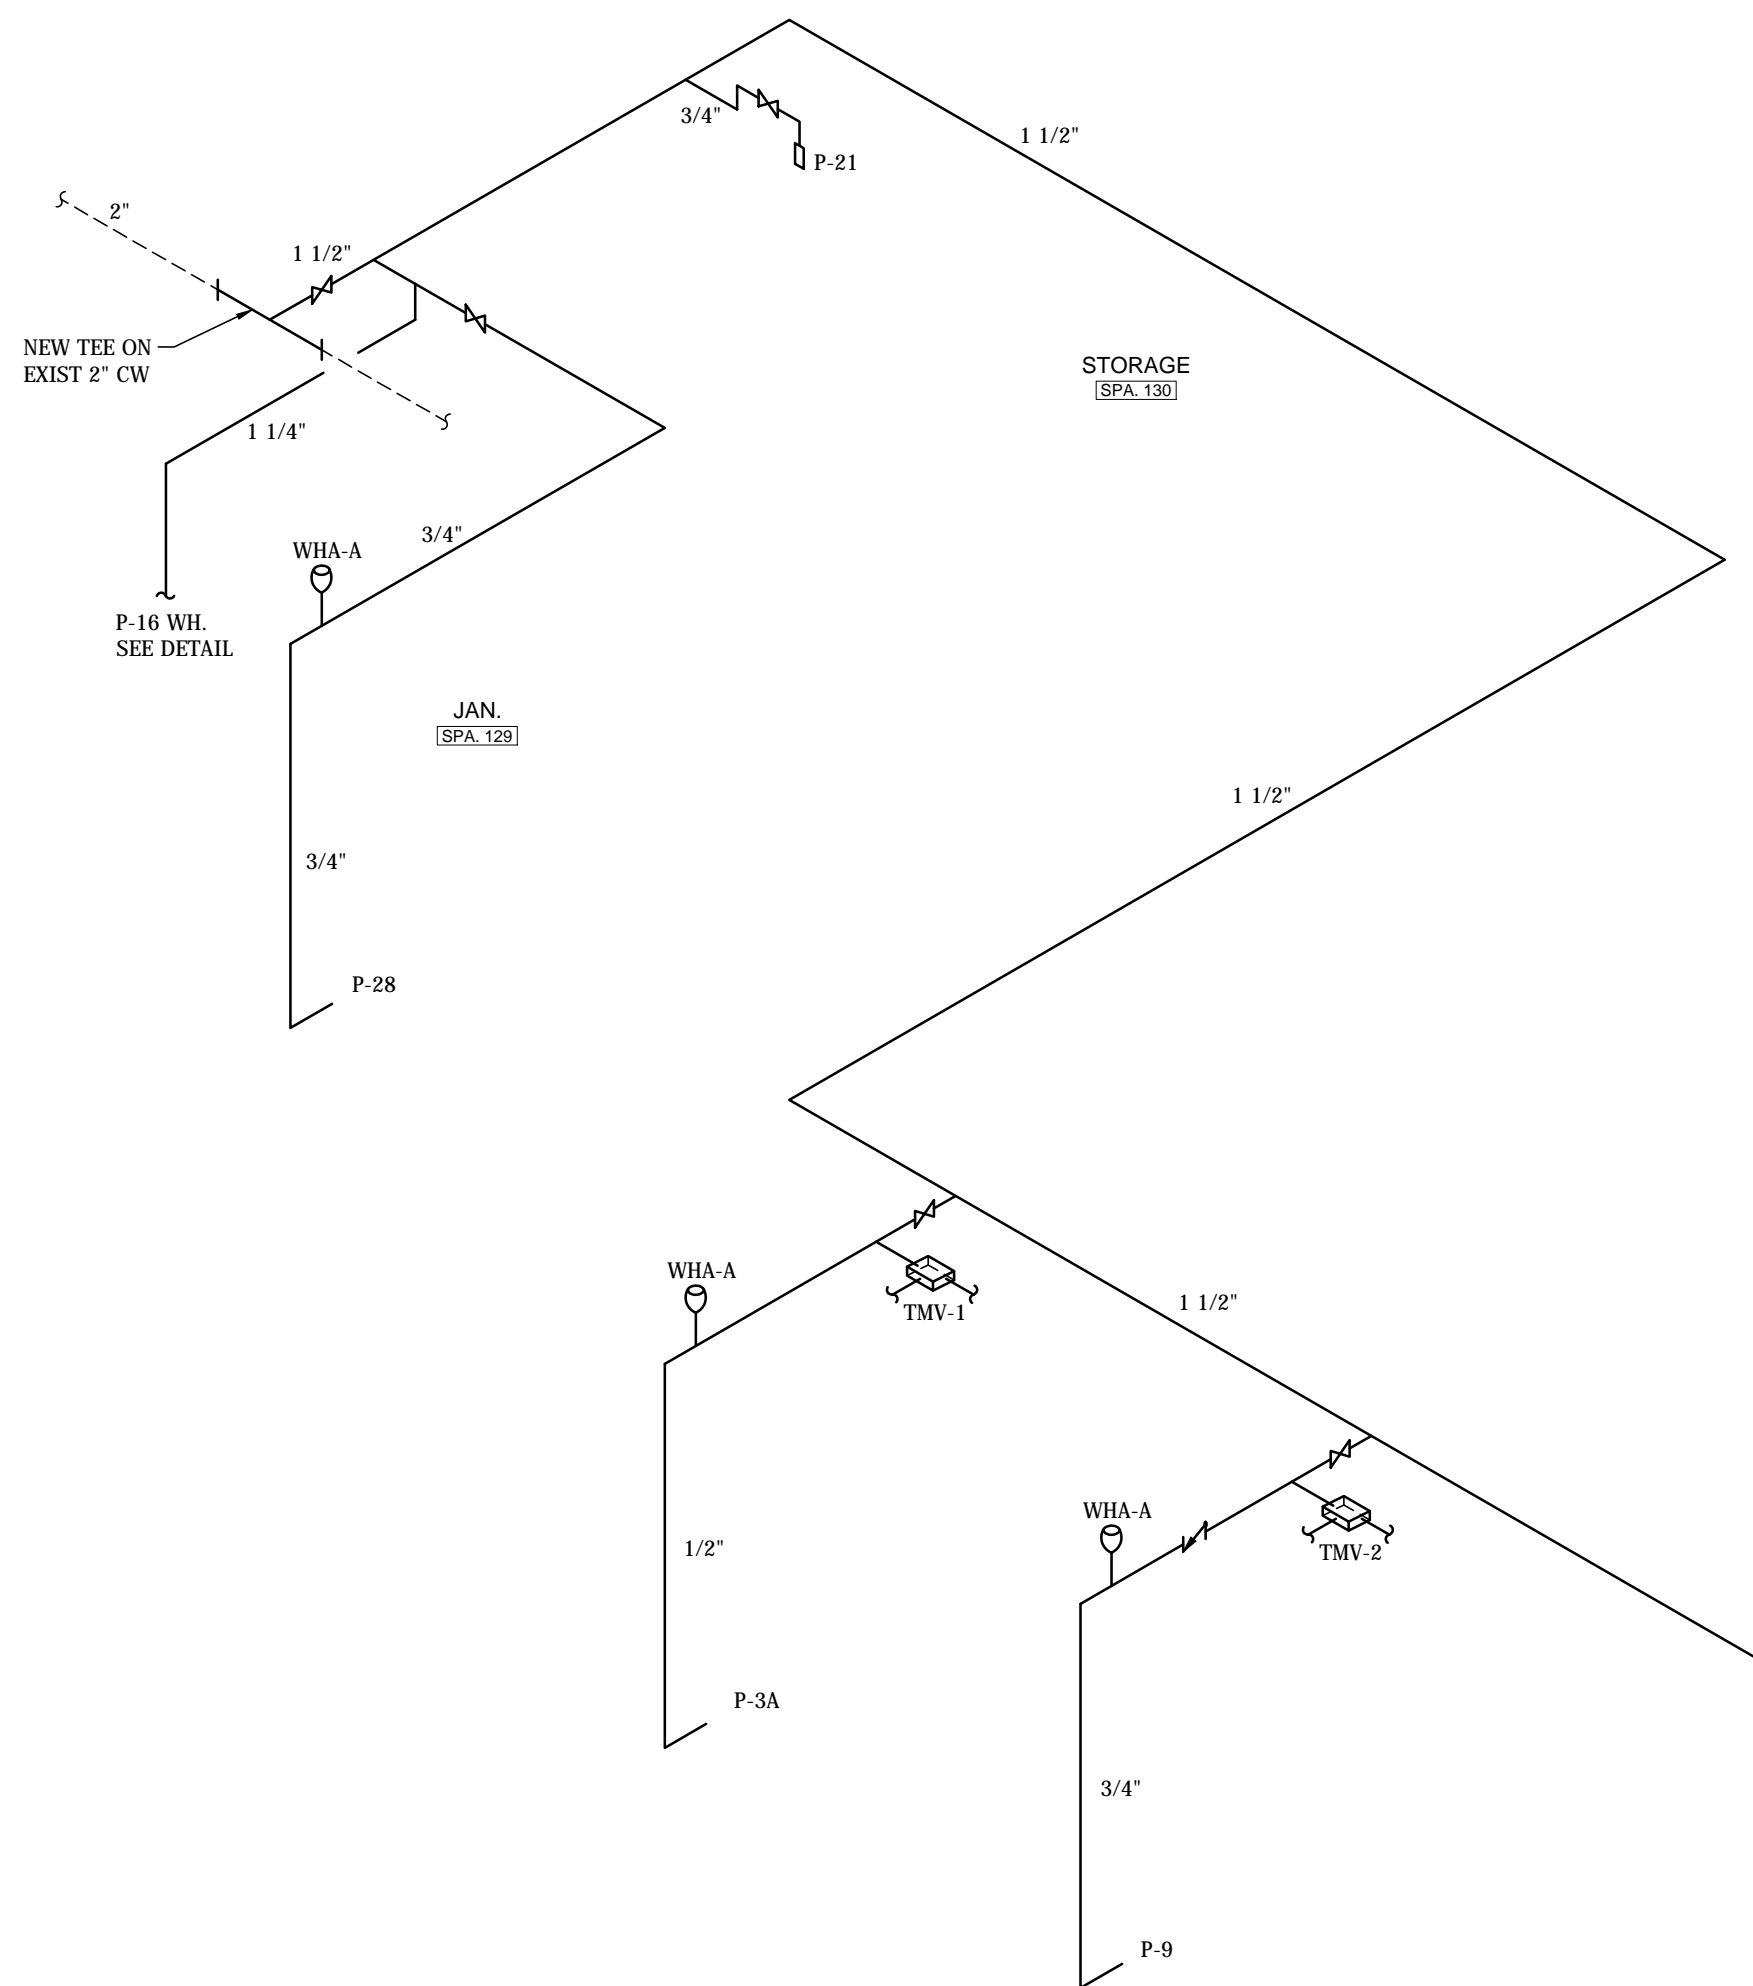 3/4"
1 1/2"
P-21
2"
1 1/2"
NEW TEE ON
EXIST 2" CW
STORAGE
SPA. 130
1 1/4"
3/4"
WHA-A
P-16 WH.
SEE DETAIL
JAN.
SPA. 129
1 1/2"
3/4"
P-28
WHA-A
TMV-1
1 1/2"
WHA-A
1/2"
TMV-2
P-3A
3/4"
P-9